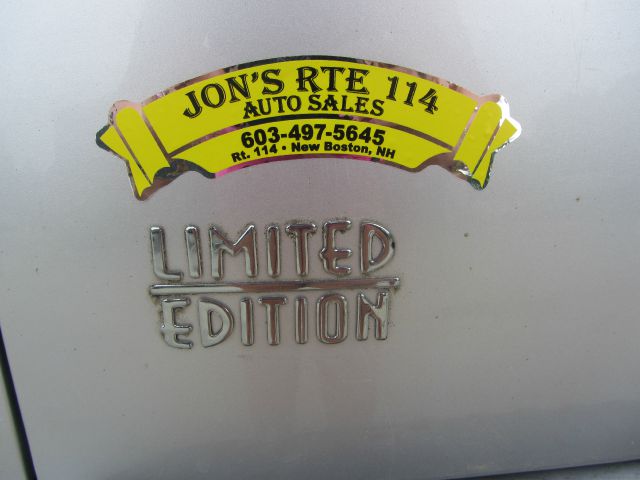 JON'S RTE 114
AUTO SALES
603-497-5645
Rt. 114 • New Boston, NH
LIMITED
EDITION